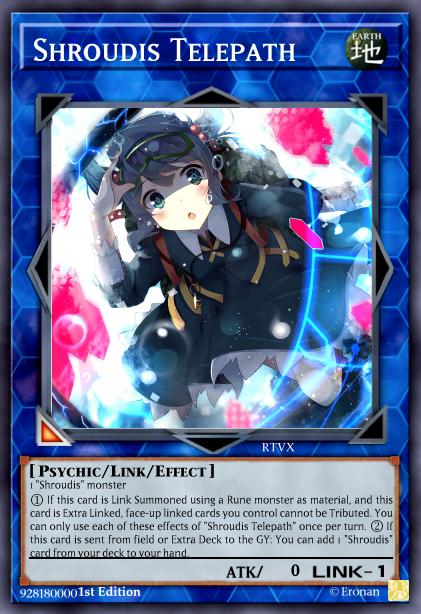 SHROUDIS TELEPATH
EARTH
地
RTVX
[ PSYCHIC/LINK/EFFECT ]
1 "Shroudis" monster
① If this card is Link Summoned using a Rune monster as material, and this
card is Extra Linked, face-up linked cards you control cannot be Tributed. You
can only use each of these effects of "Shroudis Telepath" once per turn. ② If
this card is sent from field or Extra Deck to the GY: You can add 1 "Shroudis"
card from your deck to your hand.
ATK/ 0 LINK-1
928180000 1st Edition © Eronan